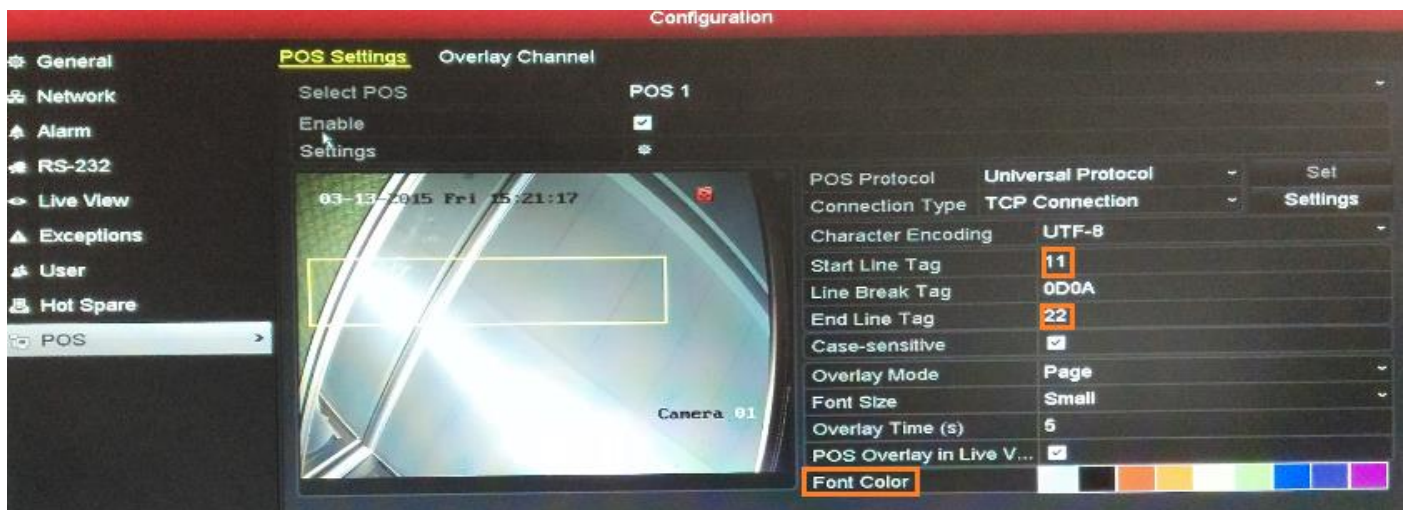 Configuration
General
Network
Alarm
RS-232
Live View
Exceptions
User
Hot Spare
POS >
POS Settings Overlay Channel
Select POS POS 1
Enable
Settings
03-13-2015 Fri 15:21:17
Camera 01
POS Protocol Universal Protocol Set
Connection Type TCP Connection Settings
Character Encoding UTF-8
Start Line Tag 11
Line Break Tag 0D0A
End Line Tag 22
Case-sensitive
Overlay Mode Page
Font Size Small
Overlay Time (s) 5
POS Overlay in Live V...
Font Color